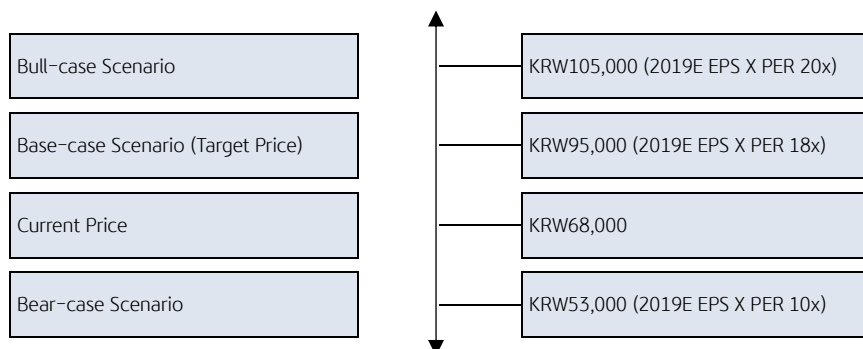 Bull-case Scenario
KRW105,000 (2019E EPS X PER 20x)
Base-case Scenario (Target Price)
KRW95,000 (2019E EPS X PER 18x)
Current Price
KRW68,000
Bear-case Scenario
KRW53,000 (2019E EPS X PER 10x)